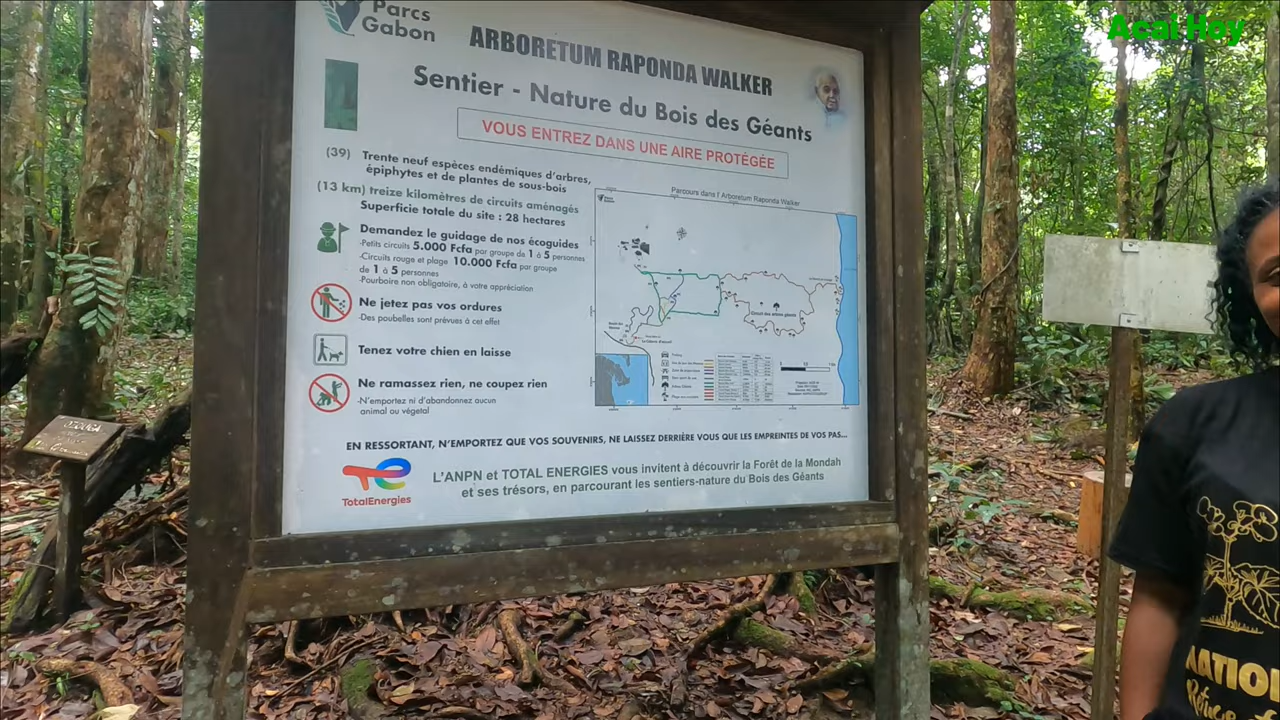 Acai Hoy
Parcs
Gabon
ARBORETUM RAPONDA WALKER
Sentier - Nature du Bois des Géants
VOUS ENTREZ DANS UNE AIRE PROTÉGÉE
(39) Trente neuf espèces endémiques d'arbres,
épiphytes et de plantes de sous-bois
(13 km) treize kilomètres de circuits aménagés
Superficie totale du site : 28 hectares
Demandez le guidage de nos écoguides
-Petits circuits 5.000 Fcfa par groupe de 1 à 5 personnes
-Circuits rouge et plage 10.000 Fcfa par groupe
de 1 à 5 personnes
-Pourboire non obligatoire, à votre appréciation
Ne jetez pas vos ordures
-Des poubelles sont prévues à cet effet
Tenez votre chien en laisse
Ne ramassez rien, ne coupez rien
-N'emportez ni d'abandonnez aucun
animal ou végétal
Parcours dans l' Arboretum Raponda Walker
Circuit des arbres géants
EN RESSORTANT, N'EMPORTEZ QUE VOS SOUVENIRS, NE LAISSEZ DERRIÈRE VOUS QUE LES EMPREINTES DE VOS PAS...
TotalEnergies
L'ANPN et TOTAL ENERGIES vous invitent à découvrir la Forêt de la Mondah
et ses trésors, en parcourant les sentiers-nature du Bois des Géants
OZOUGA
NATION